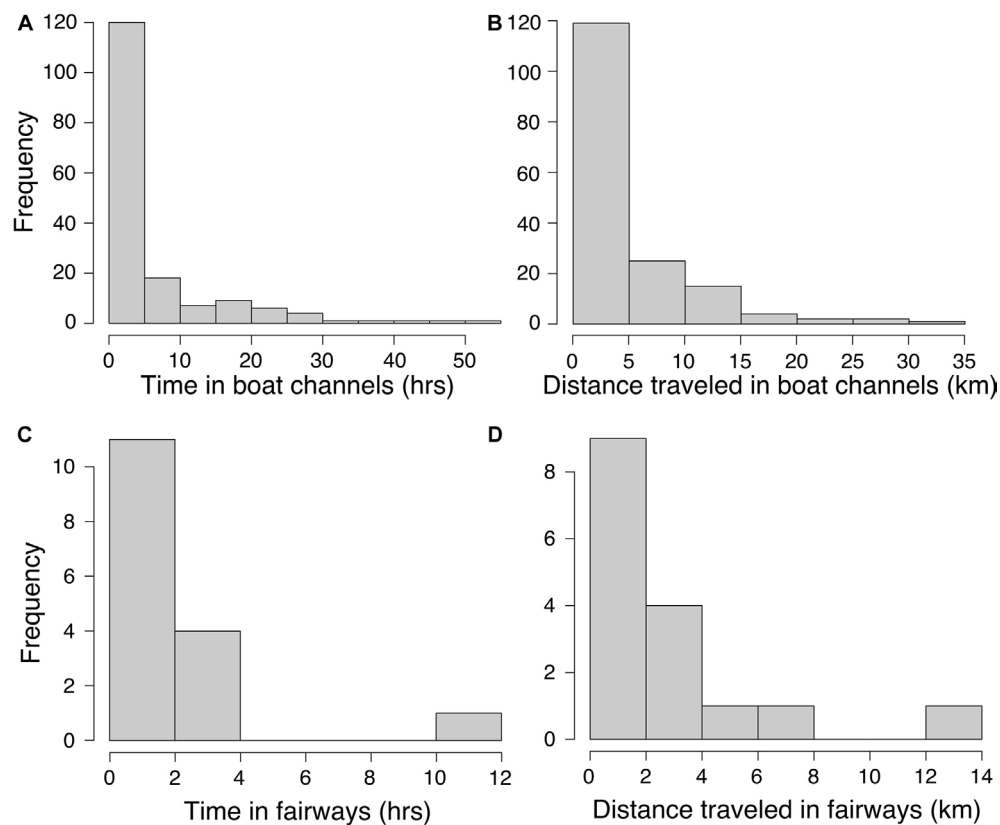 A
120
100
80
60
40
20
0
Frequency
0 10 20 30 40 50
Time in boat channels (hrs)
B
120
100
80
60
40
20
0
0 5 10 15 20 25 30 35
Distance traveled in boat channels (km)
C
10
8
6
4
2
0
Frequency
0 2 4 6 8 10 12
Time in fairways (hrs)
D
8
6
4
2
0
0 2 4 6 8 10 12 14
Distance traveled in fairways (km)